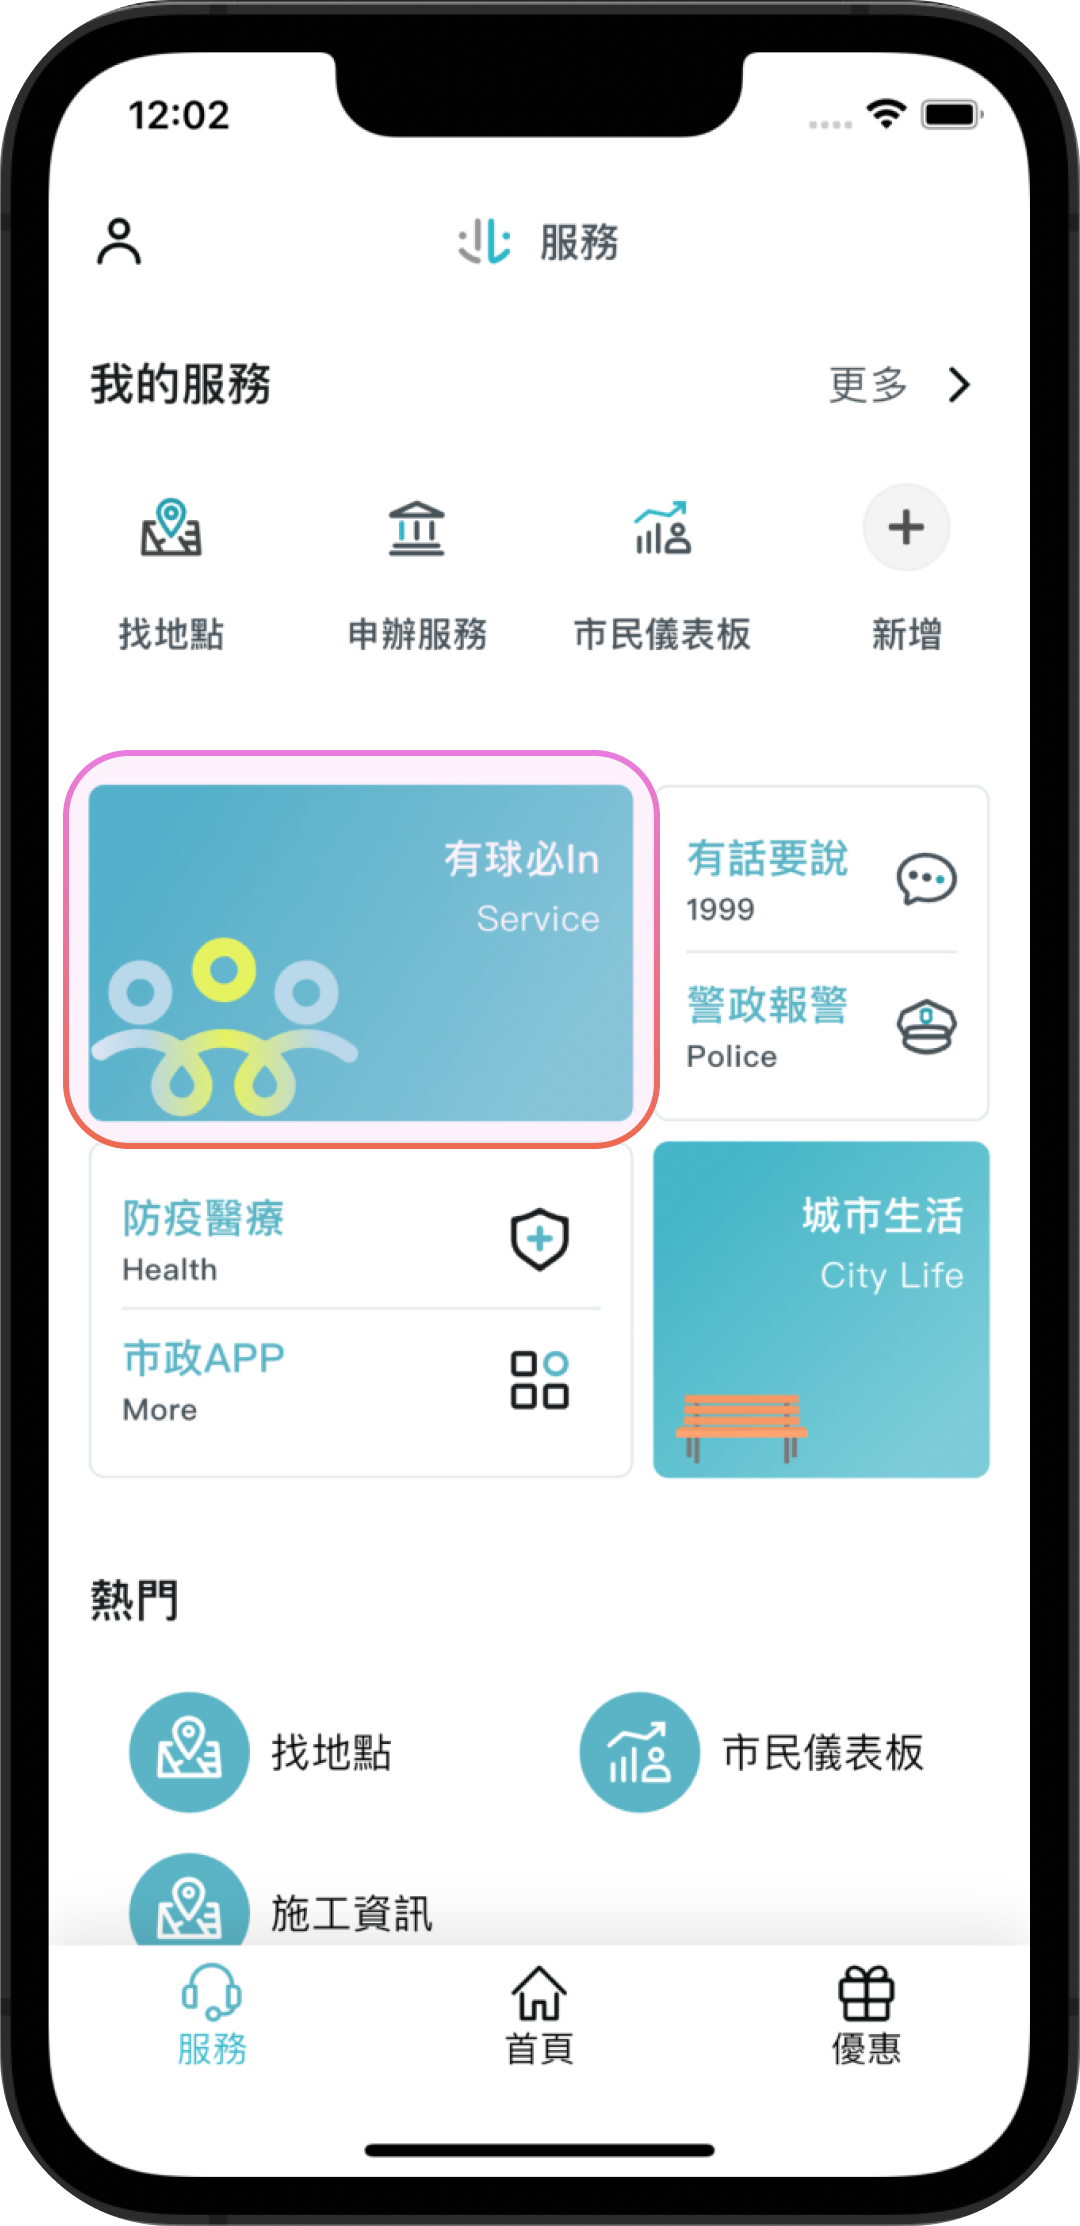 12:02
服務
我的服務
更多
找地點
申辦服務
市民儀表板
新增
有球必In
Service
有話要說
1999
警政報警
Police
防疫醫療
Health
市政APP
More
城市生活
City Life
熱門
找地點
市民儀表板
施工資訊
服務
首頁
優惠